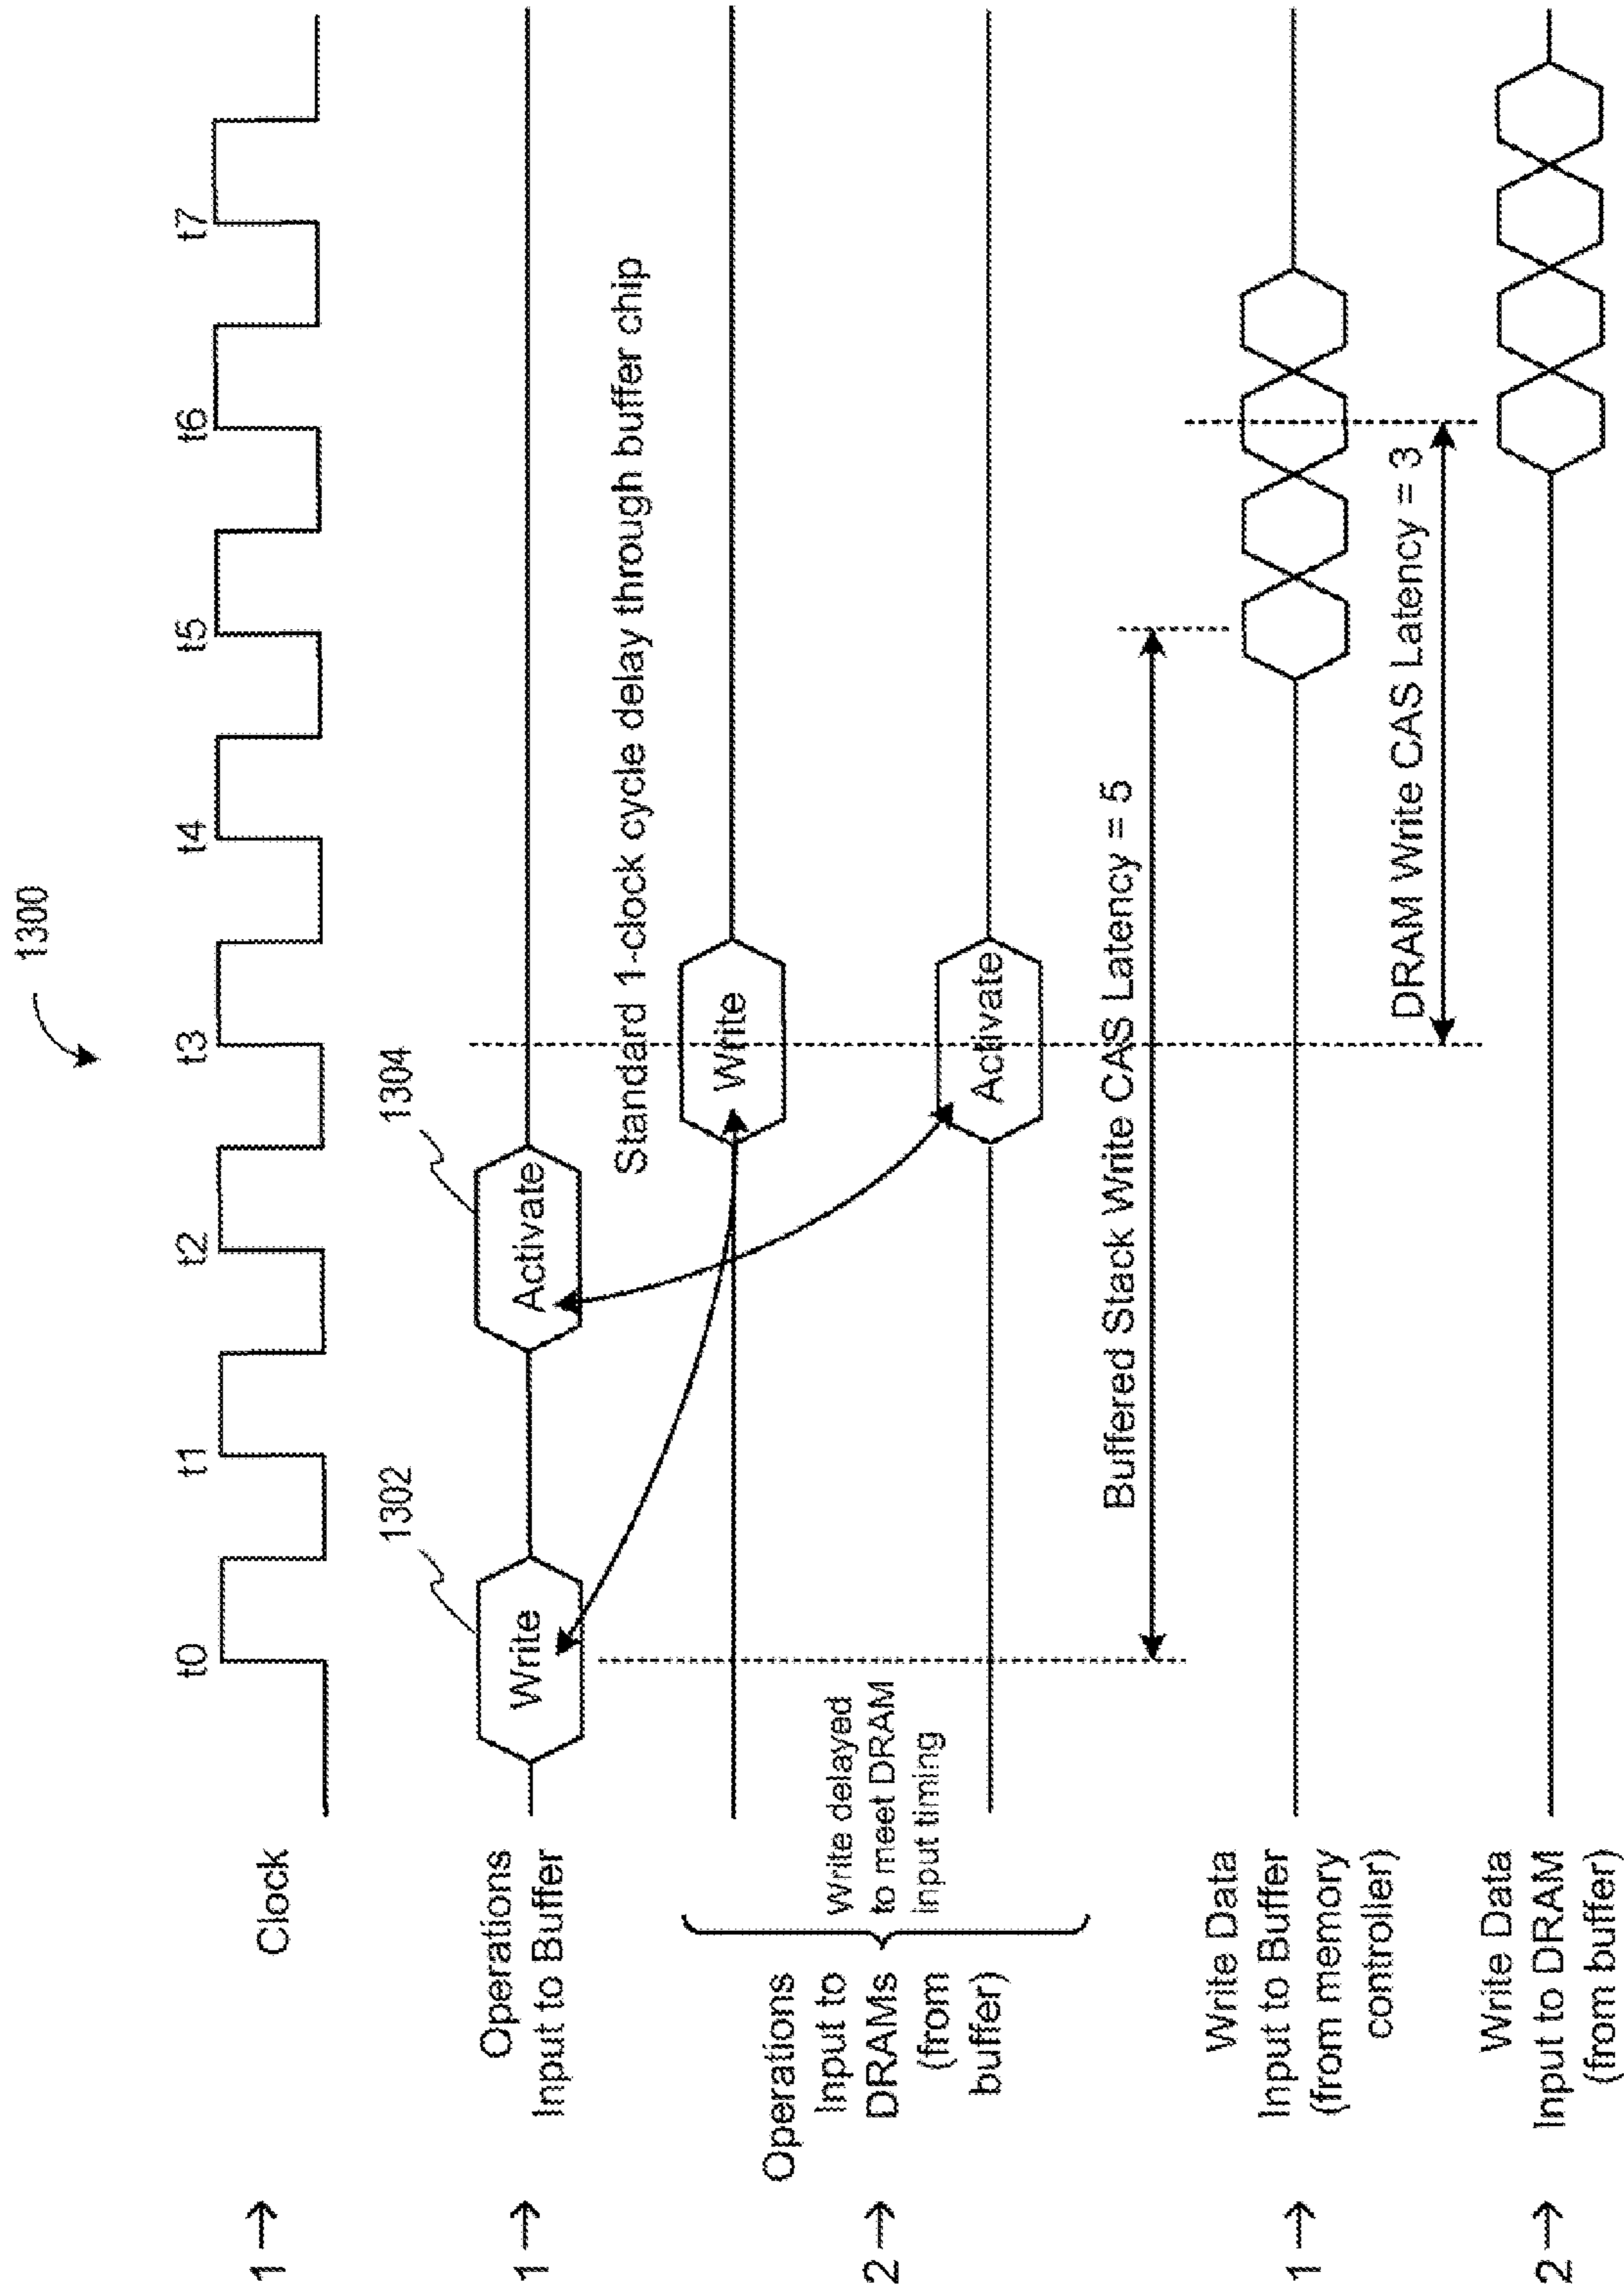 1300
t0 t1 t2 t3 t4 t5 t6 t7
1→ Clock
1302
1304
1→ Operations
Input to Buffer
Write
Activate
Standard 1-clock cycle delay through buffer chip
2→ Operations
Input to
DRAMs
(from
buffer)
Write delayed
to meet DRAM
input timing
Write
Activate
Buffered Stack Write CAS Latency = 5
1→ Write Data
Input to Buffer
(from memory
controller)
DRAM Write CAS Latency = 3
2→ Write Data
Input to DRAM
(from buffer)